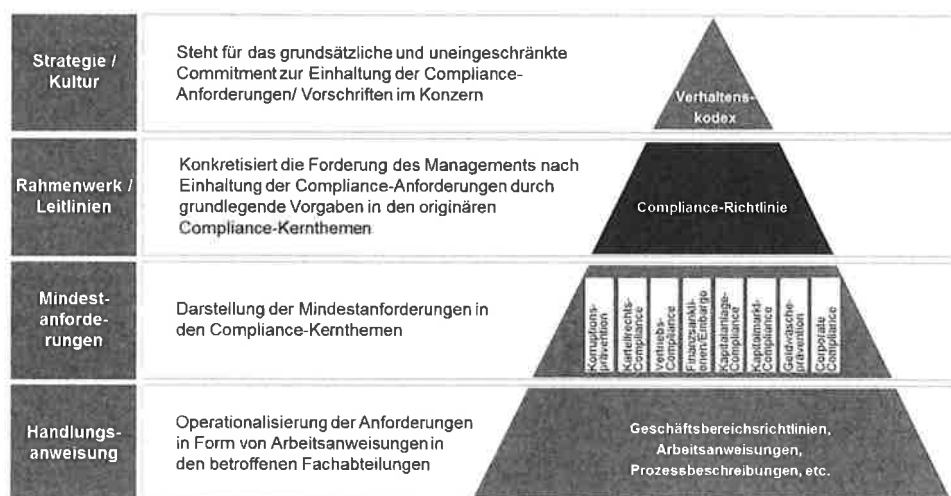 Strategie /
Kultur
Steht für das grundsätzliche und uneingeschränkte
Commitment zur Einhaltung der Compliance-
Anforderungen/ Vorschriften im Konzern
Verhaltens-
kodex
Rahmenwerk /
Leitlinien
Konkretisiert die Forderung des Managements nach
Einhaltung der Compliance-Anforderungen durch
grundlegende Vorgaben in den originären
Compliance-Kernthemen
Compliance-Richtlinie
Mindest-
anforde-
rungen
Darstellung der Mindestanforderungen in
den Compliance-Kernthemen
Korruptions-
prävention
Kartellrechts-
Compliance
Vertriebs-
Compliance
Finanzsankti-
onen/Embargo
Kapitalanlage-
Compliance
Kapitalmarkt-
Compliance
Geldwäsche-
prävention
Corporate
Compliance
Handlungs-
anweisung
Operationalisierung der Anforderungen
in Form von Arbeitsanweisungen in
den betroffenen Fachabteilungen
Geschäftsbereichsrichtlinien,
Arbeitsanweisungen,
Prozessbeschreibungen, etc.